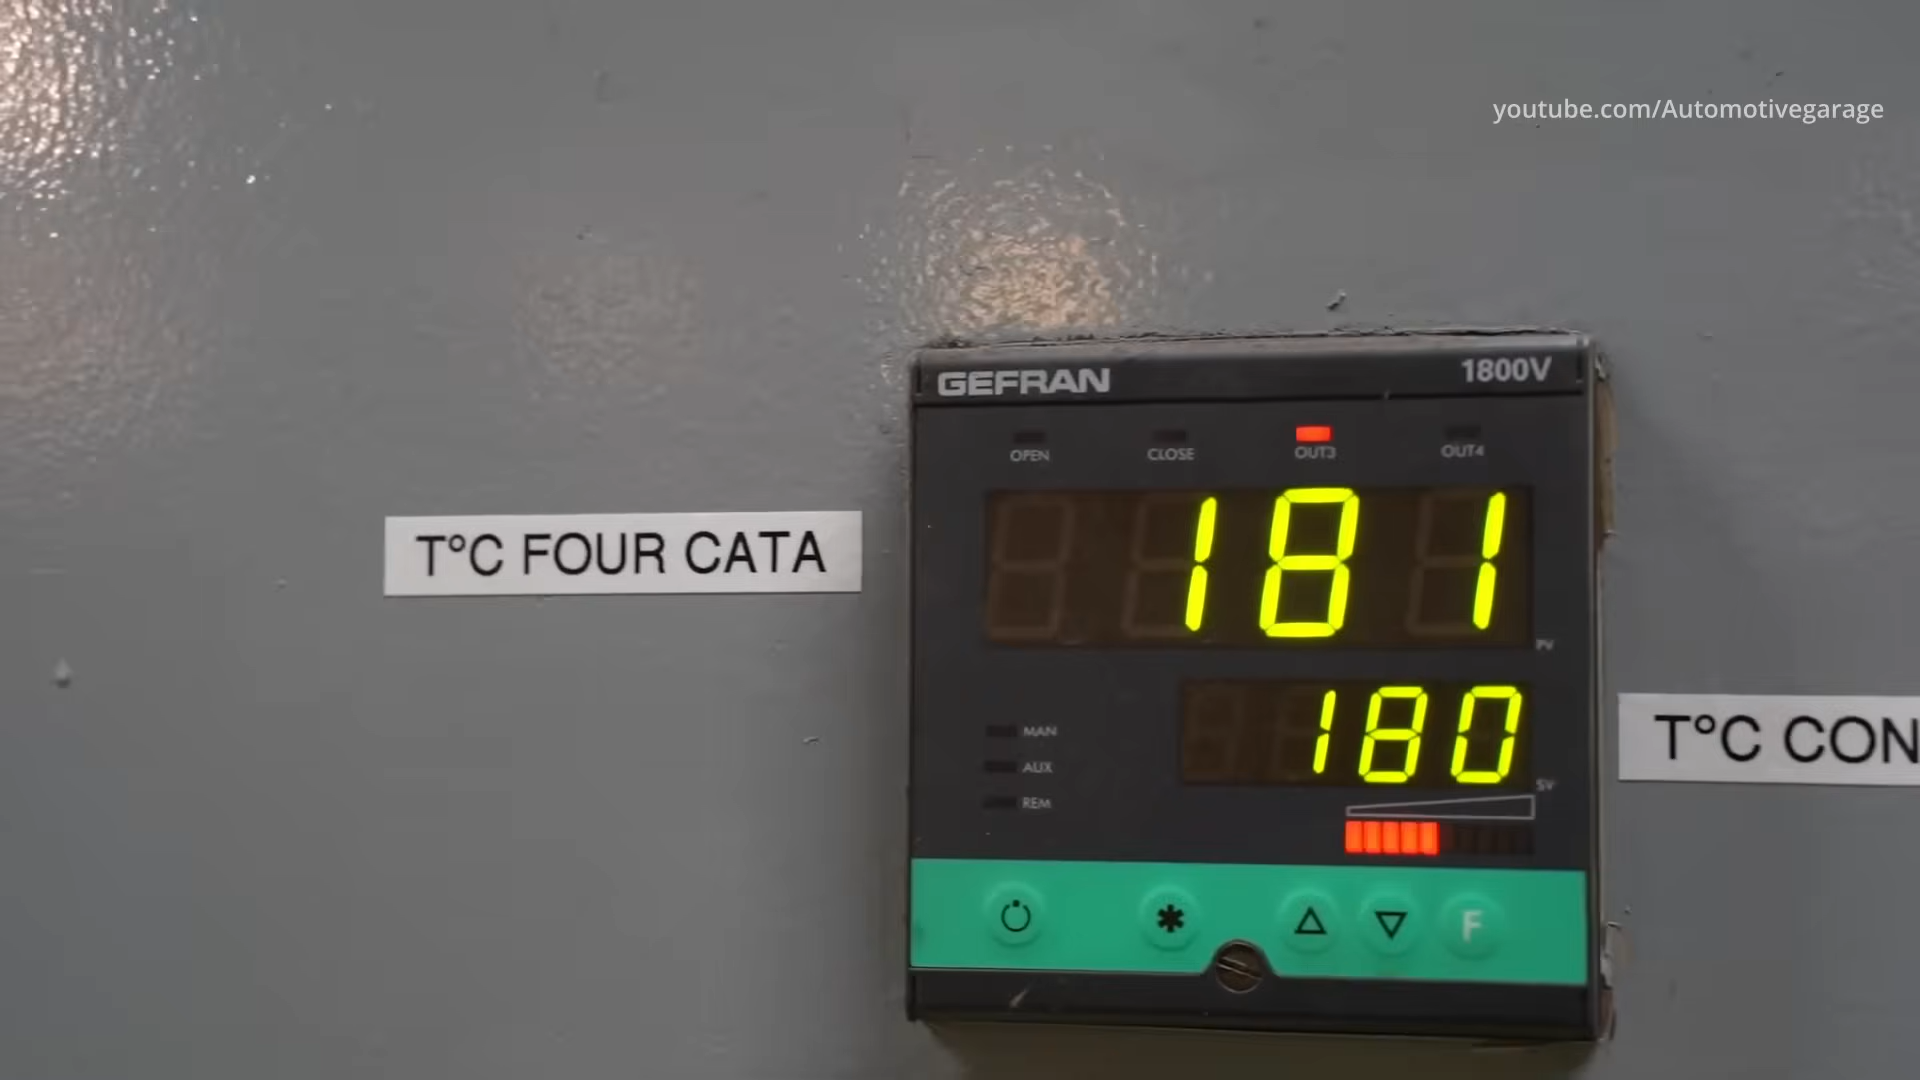 youtube.com/Automotivegarage
GEFRAN 1800V
OPEN CLOSE OUT3 OUT4
T°C FOUR CATA
181
PV
180
SV
MAN
AUX
REM
T°C CON
F